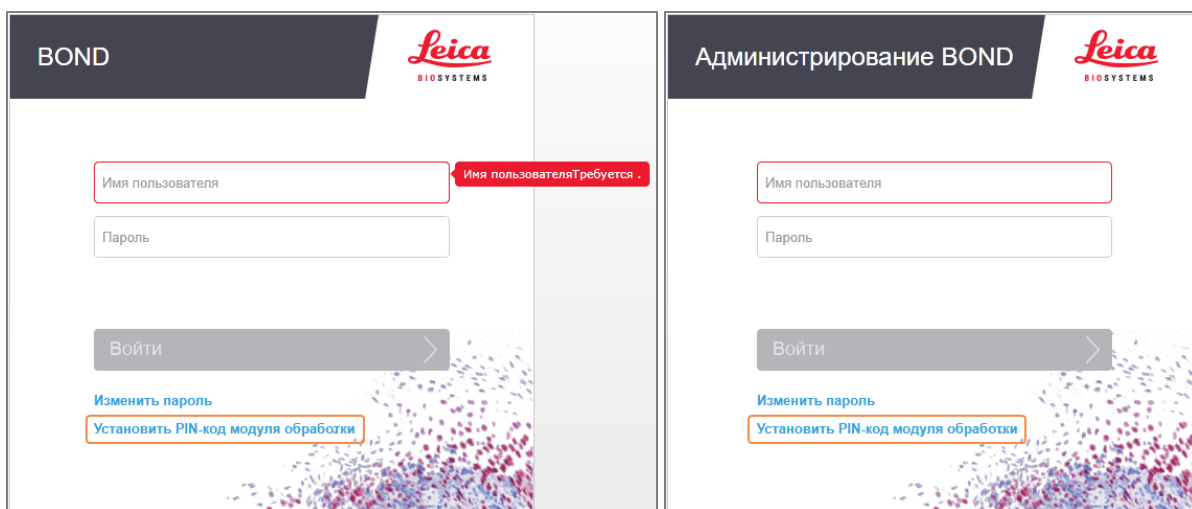 BOND
Leica
BIOSYSTEMS
Имя пользователя
Имя пользователяТребуется .
Пароль
Войти
Изменить пароль
Установить PIN-код модуля обработки
Администрирование BOND
Leica
BIOSYSTEMS
Имя пользователя
Пароль
Войти
Изменить пароль
Установить PIN-код модуля обработки